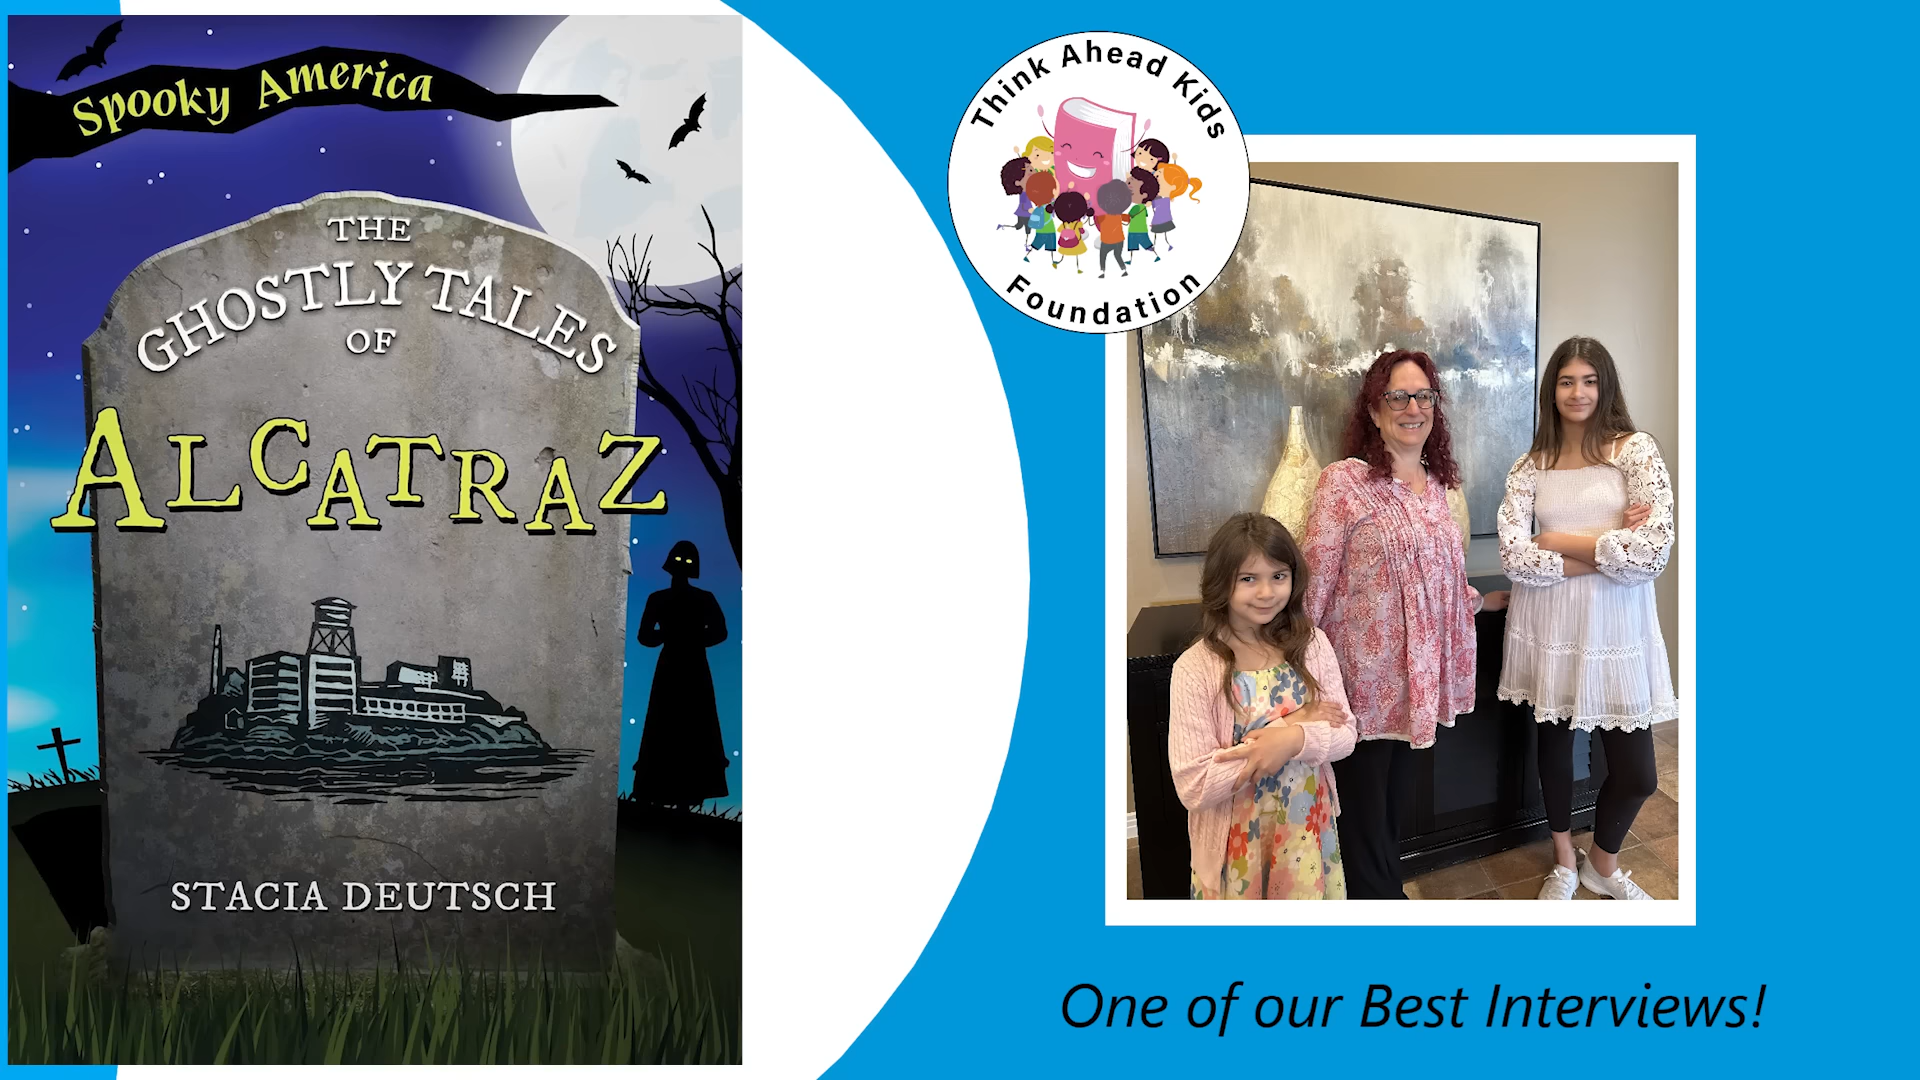 Spooky America
THE
GHOSTLY TALES
OF
ALCATRAZ
STACIA DEUTSCH
Think Ahead Kids
Foundation
One of our Best Interviews!